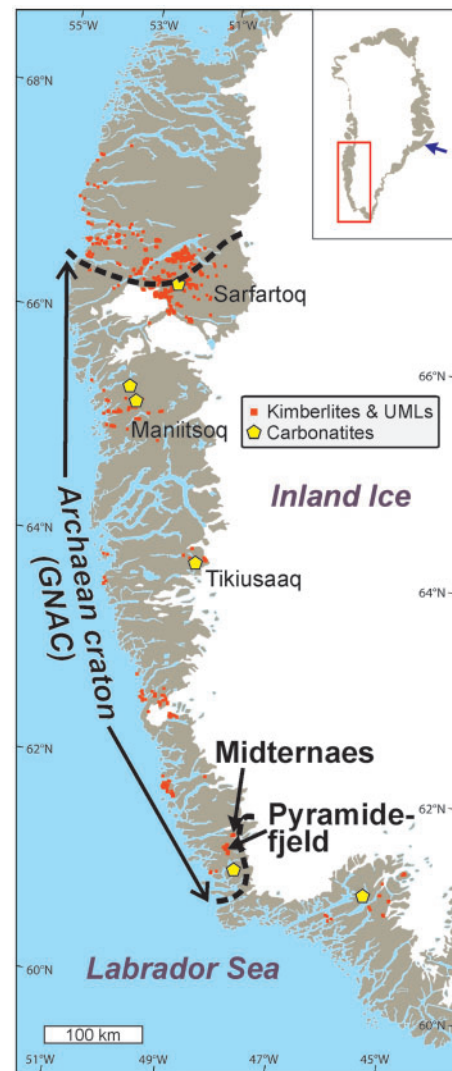 55°W
53°W
51°W
68°N
66°N
Sarfartoq
66°N
Kimberlites & UMLs
Carbonatites
Maniitsoq
Inland Ice
Archaean craton
(GNAC)
64°N
Tikiusaaq
64°N
62°N
Midternaes
62°N
Pyramide-
fjeld
Labrador Sea
60°N
60°N
100 km
51°W
49°W
47°W
45°W